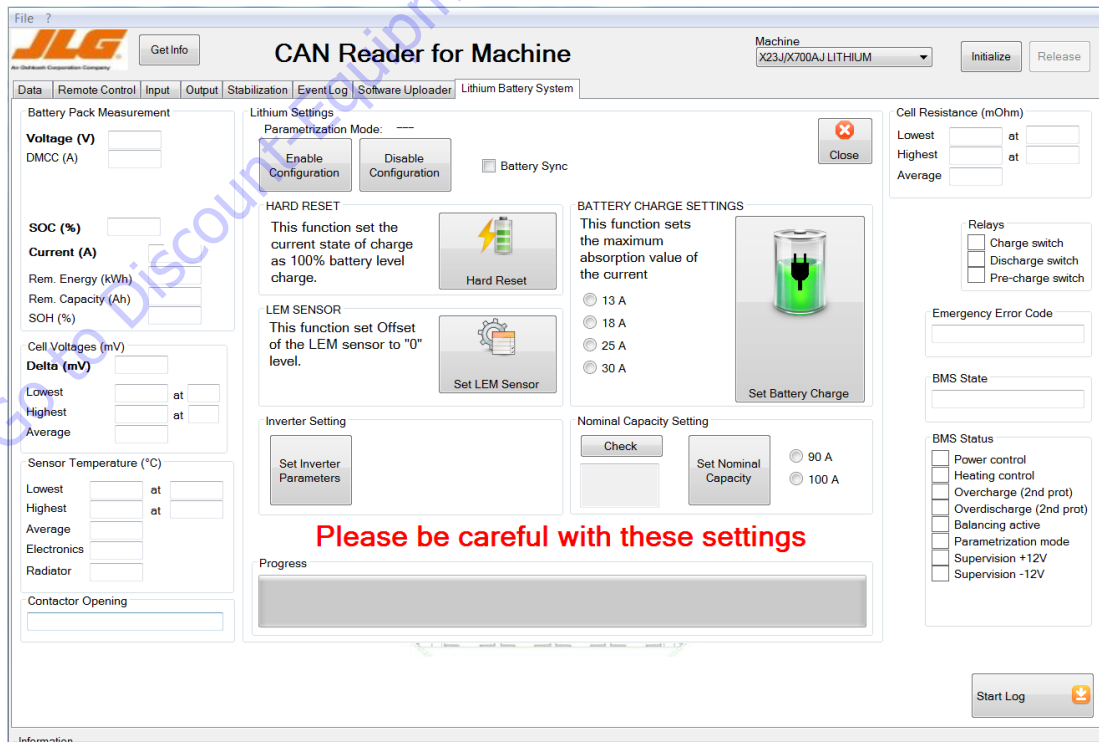 File ?
JLG
An Oshkosh Corporation Company
Get Info
CAN Reader for Machine
Machine
X23J/X700AJ LITHIUM
Initialize
Release
Data Remote Control Input Output Stabilization Event Log Software Uploader Lithium Battery System
Battery Pack Measurement
Voltage (V)
DMCC (A)
SOC (%)
Current (A)
Rem. Energy (kWh)
Rem. Capacity (Ah)
SOH (%)
Cell Voltages (mV)
Delta (mV)
Lowest at
Highest at
Average
Sensor Temperature (°C)
Lowest at
Highest at
Average
Electronics
Radiator
Contactor Opening
Lithium Settings
Parametrization Mode: ---
Enable
Configuration
Disable
Configuration
Battery Sync
Close
HARD RESET
This function set the
current state of charge
as 100% battery level
charge.
Hard Reset
LEM SENSOR
This function set Offset
of the LEM sensor to "0"
level.
Set LEM Sensor
BATTERY CHARGE SETTINGS
This function sets
the maximum
absorption value of
the current
13 A
18 A
25 A
30 A
Set Battery Charge
Inverter Setting
Set Inverter
Parameters
Nominal Capacity Setting
Check
Set Nominal
Capacity
90 A
100 A
Please be careful with these settings
Progress
Cell Resistance (mOhm)
Lowest at
Highest at
Average
Relays
Charge switch
Discharge switch
Pre-charge switch
Emergency Error Code
BMS State
BMS Status
Power control
Heating control
Overcharge (2nd prot)
Overdischarge (2nd prot)
Balancing active
Parametrization mode
Supervision +12V
Supervision -12V
Start Log
Information
Go to Discount-Equipm